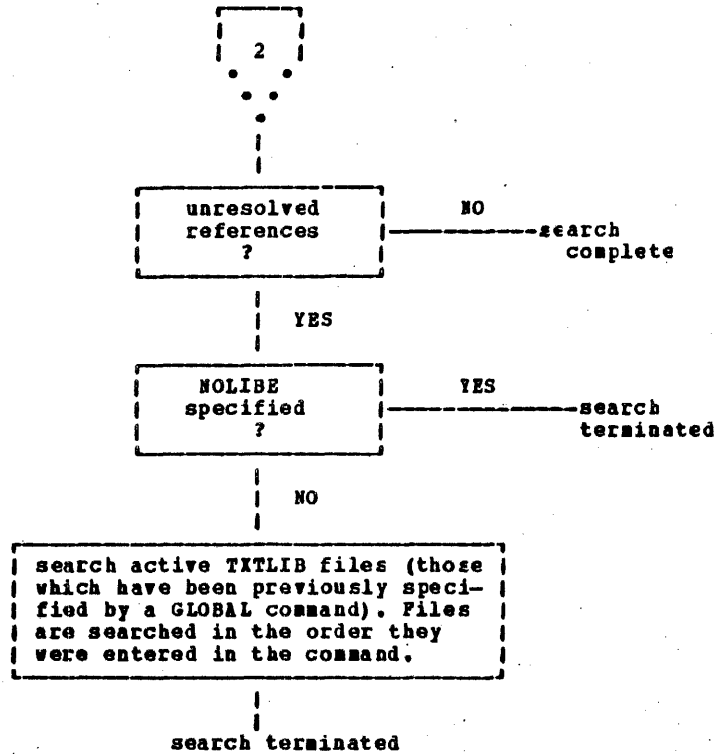 2
unresolved
references
?
NO
search
complete
YES
NOLIBE
specified
?
YES
search
terminated
NO
search active TXTLIB files (those
which have been previously speci-
fied by a GLOBAL command). Files
are searched in the order they
were entered in the command.
search terminated